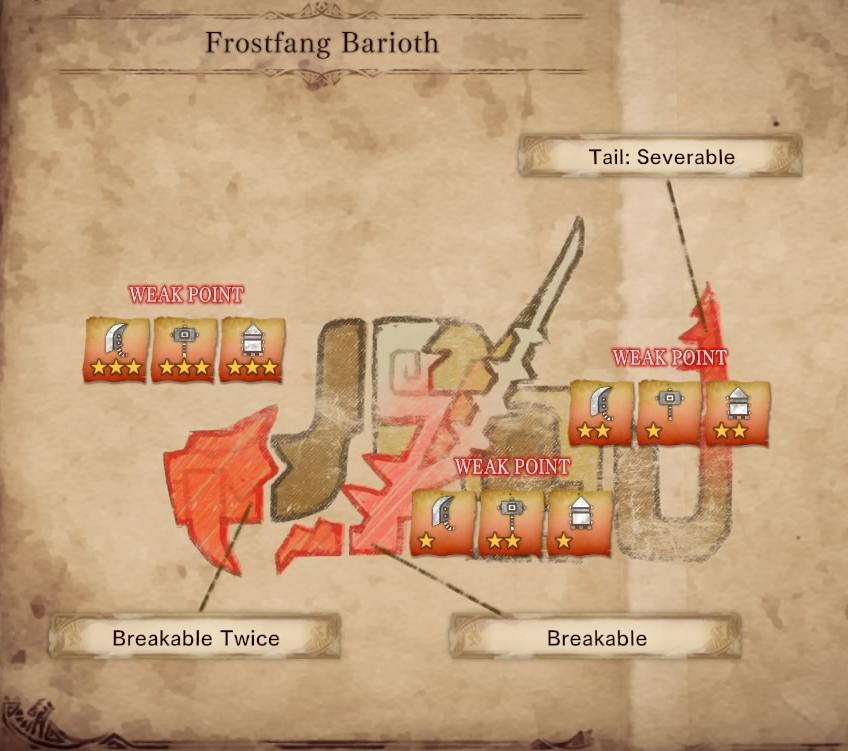 Frostfang Barioth
Tail: Severable
WEAK POINT
WEAK POINT
WEAK POINT
Breakable Twice
Breakable